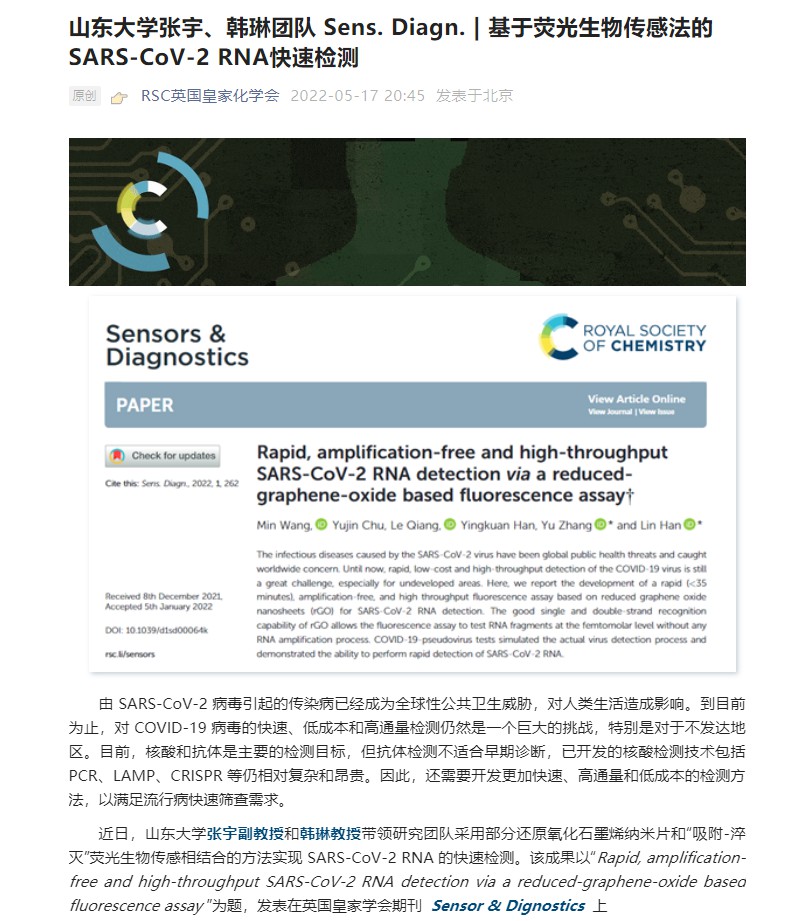 山东大学张宇、韩琳团队 Sens. Diagn. | 基于荧光生物传感法的
SARS-CoV-2 RNA快速检测
原创 👉 RSC英国皇家化学会 2022-05-17 20:45 发表于北京
Sensors &
Diagnostics
ROYAL SOCIETY
OF CHEMISTRY
PAPER
View Article Online
View Journal | View Issue
Check for updates
Cite this: Sens. Diagn., 2022, 1, 262
Rapid, amplification-free and high-throughput
SARS-CoV-2 RNA detection via a reduced-
graphene-oxide based fluorescence assay†
Min Wang, Yujin Chu, Le Qiang, Yingkuan Han, Yu Zhang * and Lin Han *
The infectious diseases caused by the SARS-CoV-2 virus have been global public health threats and caught
worldwide concern. Until now, rapid, low-cost and high-throughput detection of the COVID-19 virus is still
a great challenge, especially for undeveloped areas. Here, we report the development of a rapid (<35
minutes), amplification-free, and high throughput fluorescence assay based on reduced graphene oxide
nanosheets (rGO) for SARS-CoV-2 RNA detection. The good single and double-strand recognition
capability of rGO allows the fluorescence assay to test RNA fragments at the femtomolar level without any
RNA amplification process. COVID-19-pseudovirus tests simulated the actual virus detection process and
demonstrated the ability to perform rapid detection of SARS-CoV-2 RNA.
Received 8th December 2021,
Accepted 5th January 2022
DOI: 10.1039/d1sd00064k
rsc.li/sensors
由 SARS-CoV-2 病毒引起的传染病已经成为全球性公共卫生威胁，对人类生活造成影响。到目前
为止，对 COVID-19 病毒的快速、低成本和高通量检测仍然是一个巨大的挑战，特别是对于不发达地
区。目前，核酸和抗体是主要的检测目标，但抗体检测不适合早期诊断，已开发的核酸检测技术包括
PCR、LAMP、CRISPR 等仍相对复杂和昂贵。因此，还需要开发更加快速、高通量和低成本的检测方
法，以满足流行病快速筛查需求。
近日，山东大学张宇副教授和韩琳教授带领研究团队采用部分还原氧化石墨烯纳米片和“吸附-淬
灭”荧光生物传感相结合的方法实现 SARS-CoV-2 RNA 的快速检测。该成果以“Rapid, amplification-
free and high-throughput SARS-CoV-2 RNA detection via a reduced-graphene-oxide based
fluorescence assay”为题，发表在英国皇家学会期刊 Sensor & Dignostics 上